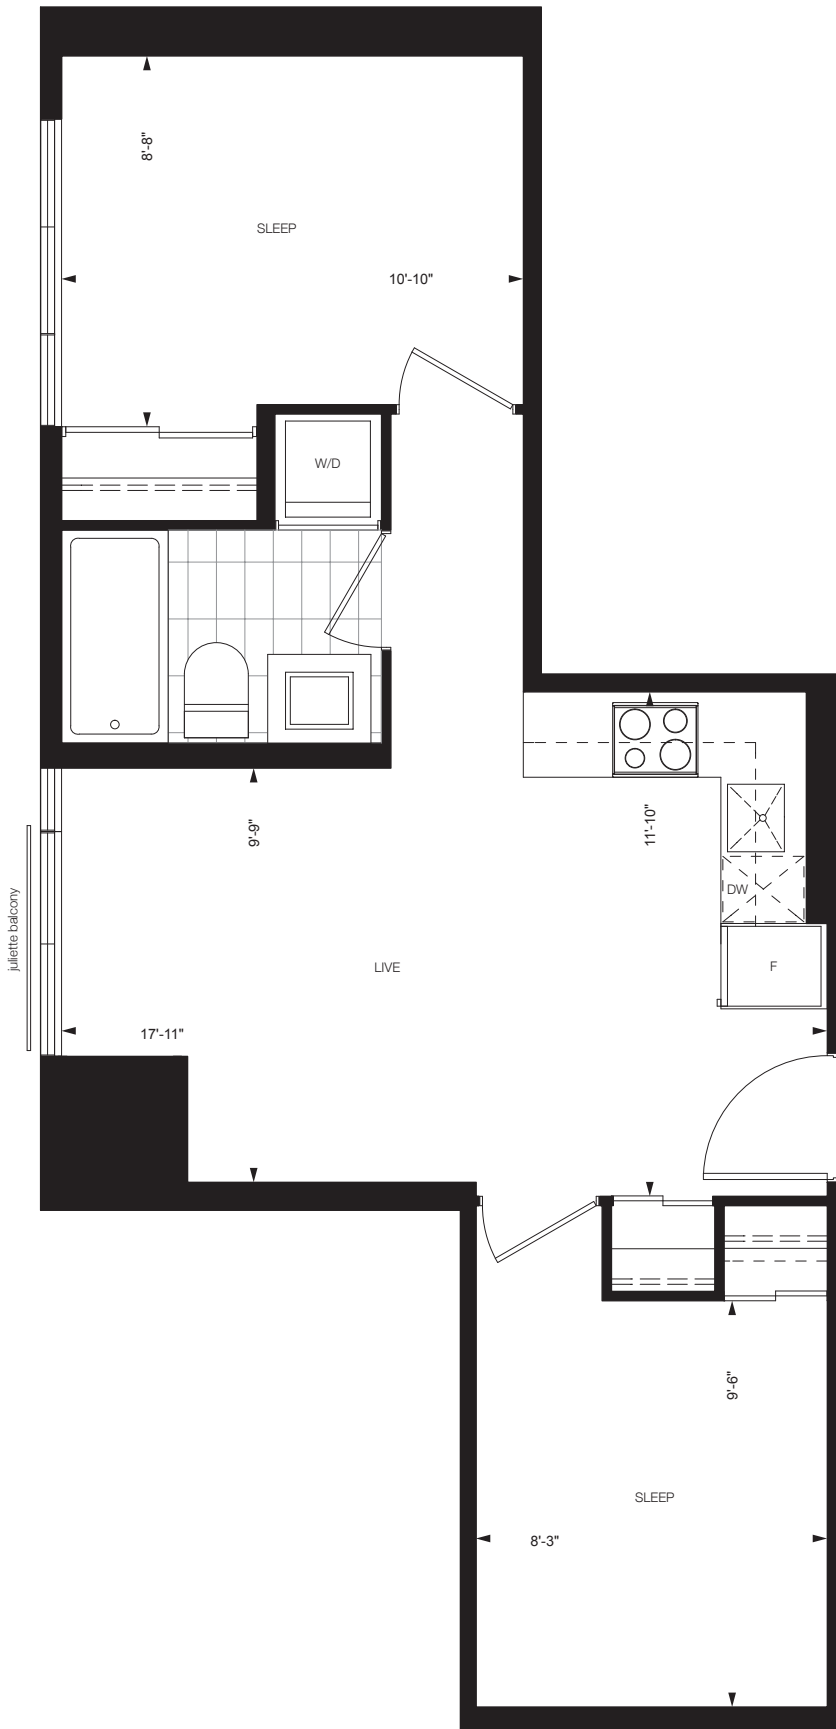 8'-8"
SLEEP
10'-10"
W/D
9'-9"
11'-10"
DW
juliette balcony
LIVE
F
17'-11"
9'-6"
SLEEP
8'-3"